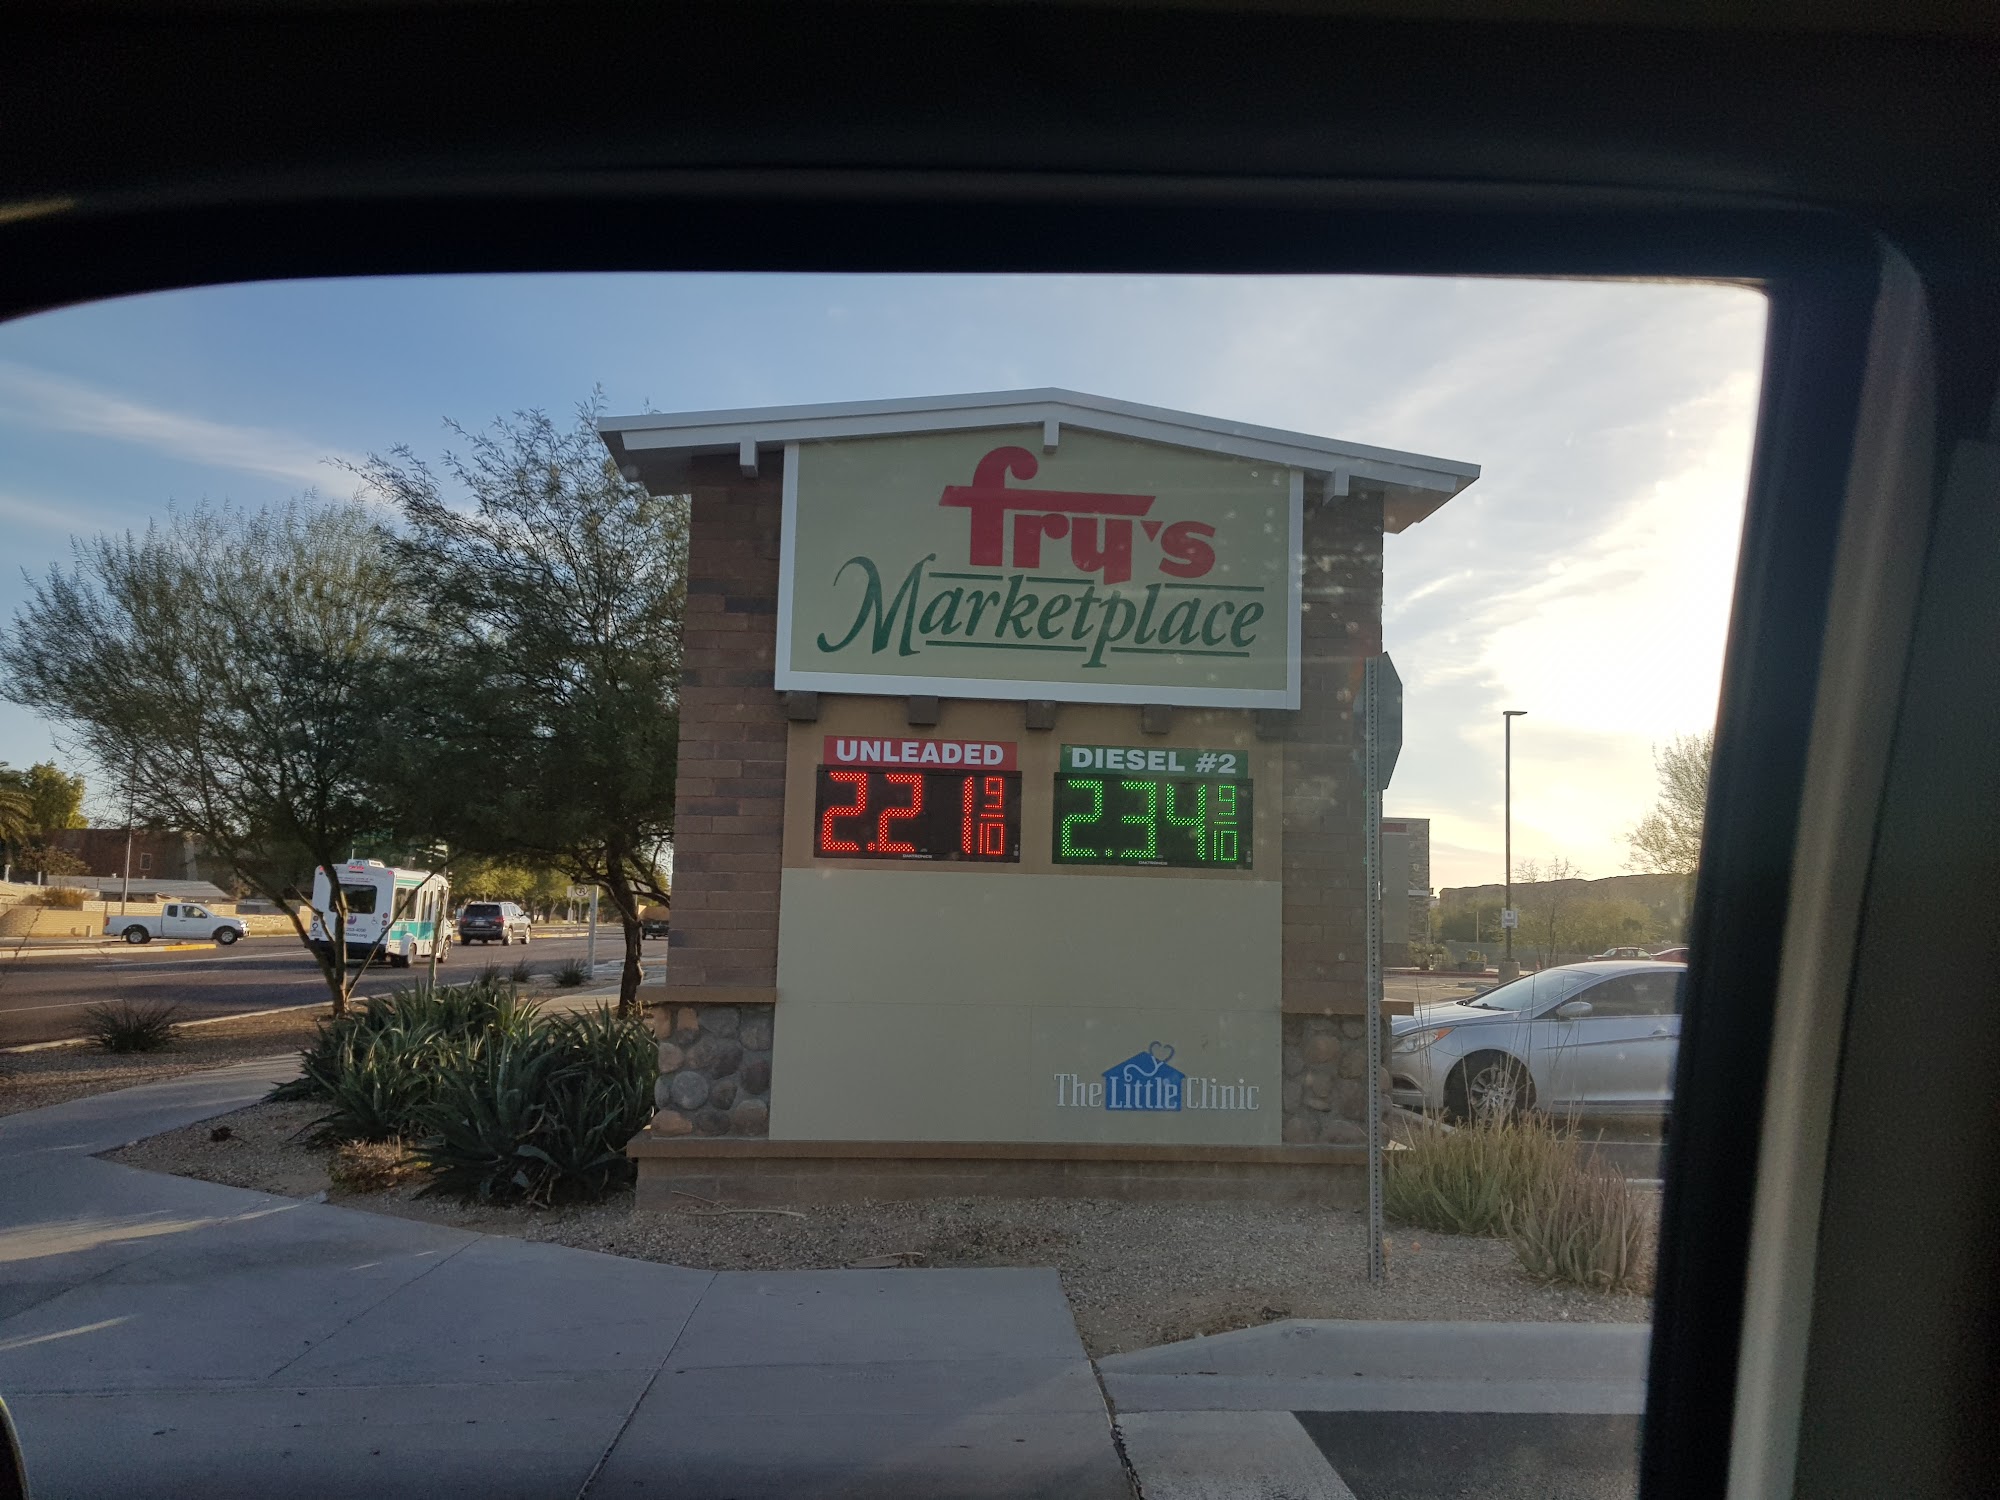 fry's
Marketplace
UNLEADED
2.21 9/10
DIESEL #2
2.34 9/10
The Little Clinic